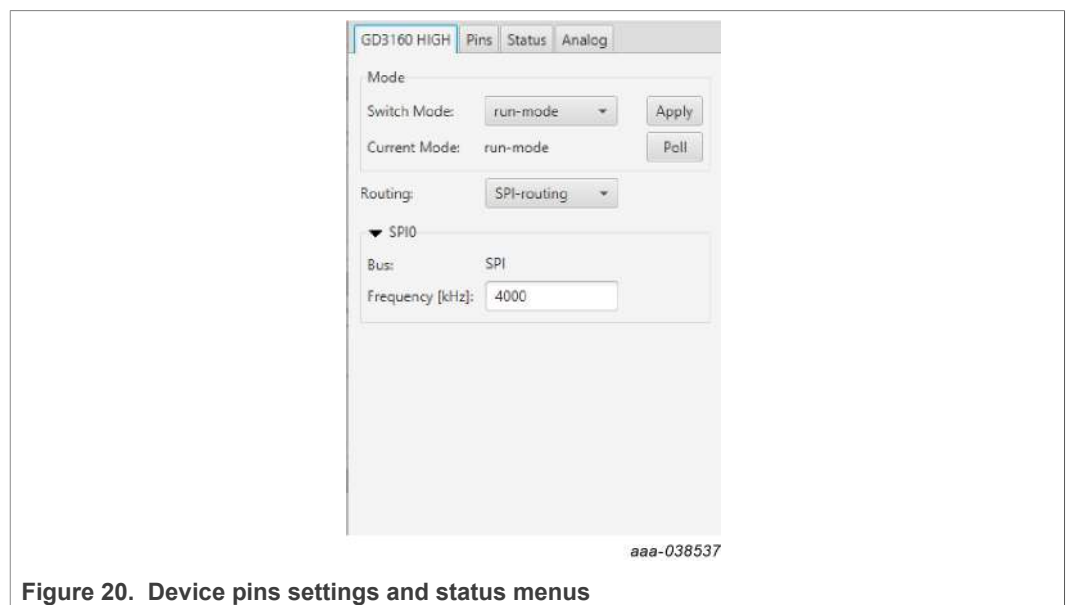 GD3160 HIGH Pins Status Analog
Mode
Switch Mode: run-mode Apply
Current Mode: run-mode Poll
Routing: SPI-routing
SPI0
Bus: SPI
Frequency [kHz]: 4000
aaa-038537
Figure 20. Device pins settings and status menus